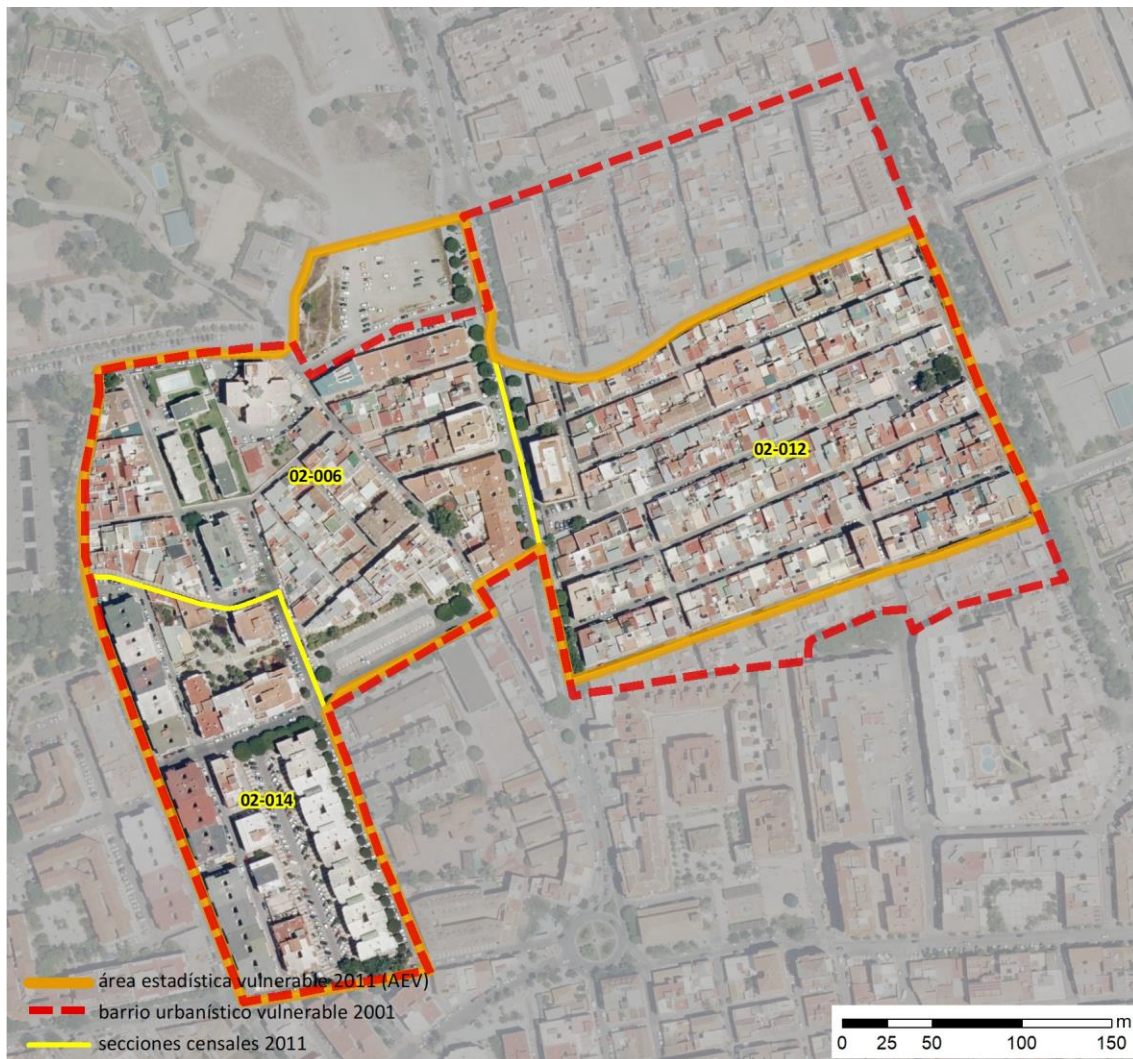 02-006
02-012
02-014
área estadística vulnerable 2011 (AEV)
barrio urbanístico vulnerable 2001
secciones censales 2011
m
0 25 50 100 150